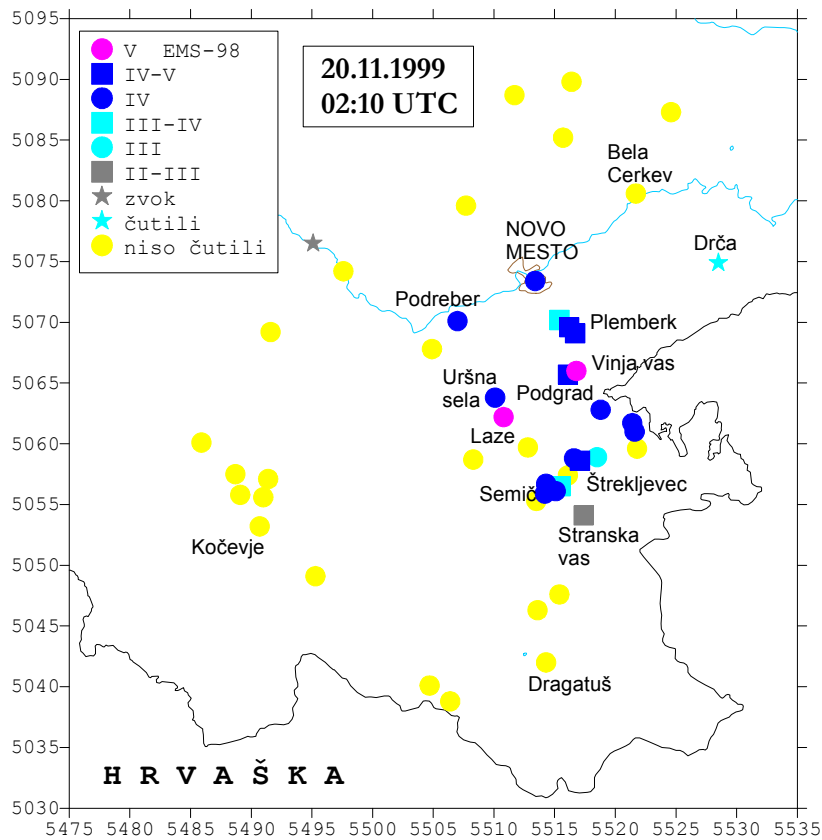 5095
5090
5085
5080
5075
5070
5065
5060
5055
5050
5045
5040
5035
5030
V EMS-98
IV-V
IV
III-IV
III
II-III
zvok
čutili
niso čutili
20.11.1999
02:10 UTC
Bela
Cerkev
NOVO
MESTO
Drča
Podreber
Plemberk
Vinja vas
Uršna
sela
Podgrad
Laze
Semič
Štrekljevec
Stranska
vas
Kočevje
Dragatuš
HRVAŠKA
5475 5480 5485 5490 5495 5500 5505 5510 5515 5520 5525 5530 5535